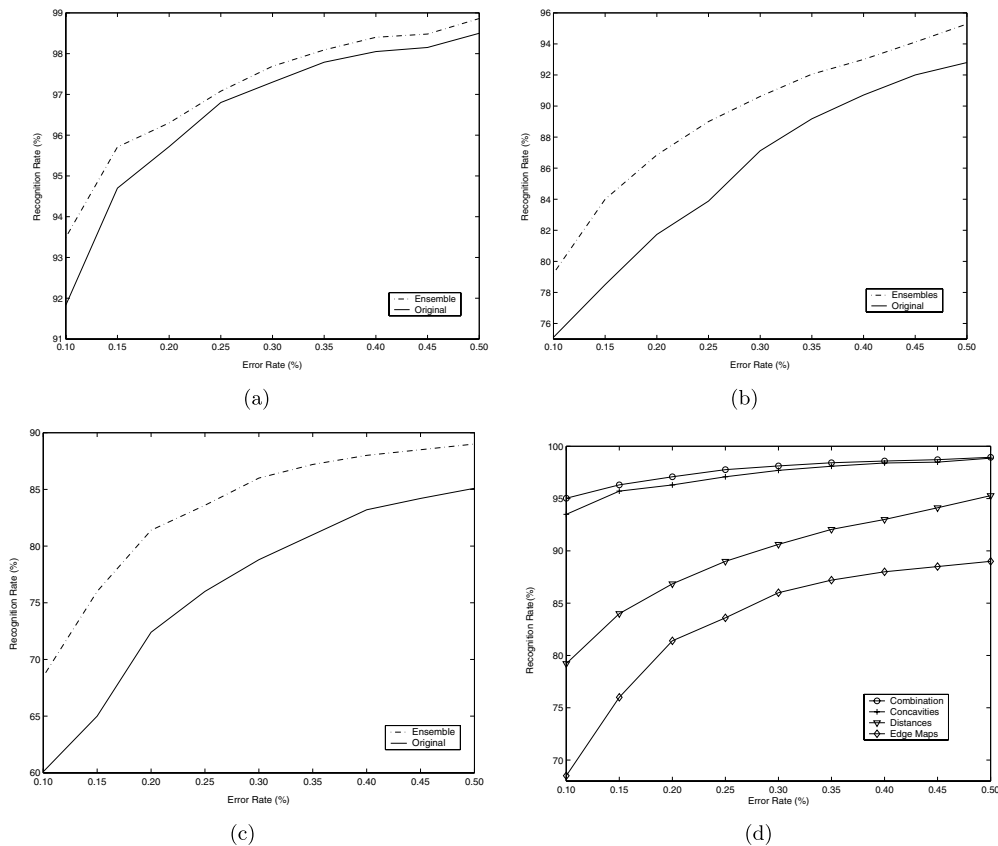 99
98
97
96
95
94
93
92
91
Recognition Rate (%)
0.10 0.15 0.20 0.25 0.30 0.35 0.40 0.45 0.50
Error Rate (%)
Ensemble
Original
(a)
96
94
92
90
88
86
84
82
80
78
76
Recognition Rate (%)
0.10 0.15 0.20 0.25 0.30 0.35 0.40 0.45 0.50
Error Rate (%)
Ensembles
Original
(b)
90
85
80
75
70
65
60
Recognition Rate (%)
0.10 0.15 0.20 0.25 0.30 0.35 0.40 0.45 0.50
Error Rate (%)
Ensemble
Original
(c)
100
95
90
85
80
75
70
Recognition Rate(%)
0.10 0.15 0.20 0.25 0.30 0.35 0.40 0.45 0.50
Error Rate (%)
Combination
Concavities
Distances
Edge Maps
(d)